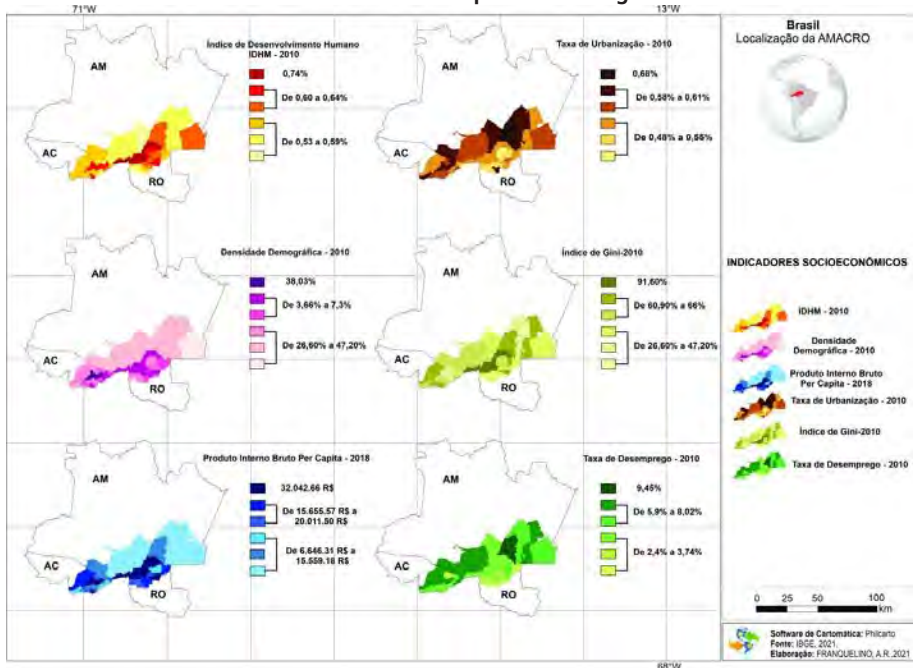 71°W
13°W
Brasil
Localização da AMACRO
Índice de Desenvolvimento Humano
IDHM - 2010
AM
AC
RO
0,74%
De 0,60 a 0,64%
De 0,53 a 0,59%
Taxa de Urbanização - 2010
AM
AC
RO
0,68%
De 0,58% a 0,61%
De 0,48% a 0,55%
Densidade Demográfica - 2010
AM
AC
RO
38,03%
De 3,66% a 7,3%
De 26,60% a 47,20%
Índice de Gini-2010
AM
AC
RO
91,60%
De 60,90% a 66%
De 26,60% a 47,20%
Produto Interno Bruto Per Capita - 2018
AM
AC
RO
32.042.66 R$
De 15.655.57 R$ a
20.011.50 R$
De 6.646.31 R$ a
15.559.18 R$
Taxa de Desemprego - 2010
AM
AC
RO
9,45%
De 5,9% a 8,02%
De 2,4% a 3,74%
INDICADORES SOCIOECONÔMICOS
IDHM - 2010
Densidade
Demográfica - 2010
Produto Interno Bruto
Per Capita - 2018
Taxa de Urbanização - 2010
Índice de Gini-2010
Taxa de Desemprego - 2010
0 25 50 100
km
Software de Cartomática: Philcarto
Fonte: IBGE, 2021.
Elaboração: FRANQUELINO, A.R.,2021
68°W